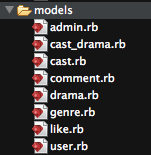 models
admin.rb
cast_drama.rb
cast.rb
comment.rb
drama.rb
genre.rb
like.rb
user.rb